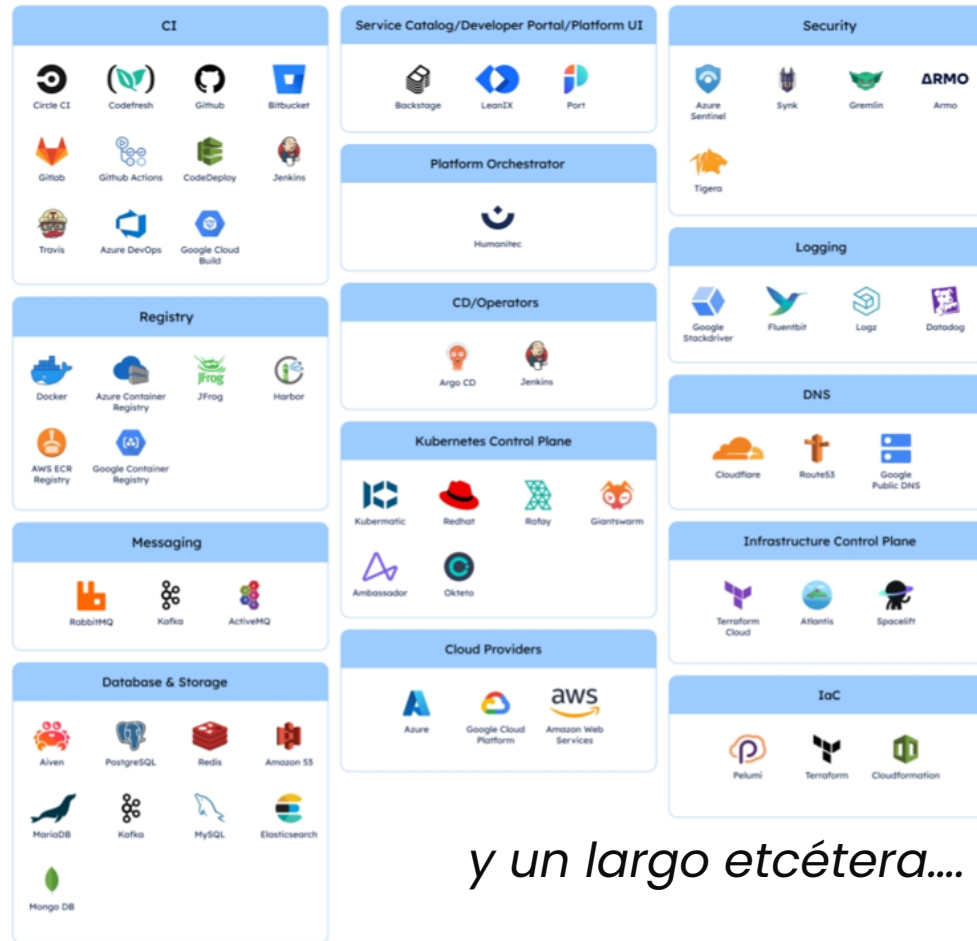 CI
Circle CI
Codefresh
Github
Bitbucket
Gitlab
Github Actions
CodeDeploy
Jenkins
Travis
Azure DevOps
Google Cloud
Build
Registry
Docker
Azure Container
Registry
JFrog
JFrog
Harbor
AWS ECR
Registry
Google Container
Registry
Messaging
RabbitMQ
Kafka
ActiveMQ
Database & Storage
Aiven
PostgreSQL
Redis
Amazon S3
MariaDB
Kafka
MySQL
Elasticsearch
Mongo DB
Service Catalog/Developer Portal/Platform UI
Backstage
LeanIX
Port
Platform Orchestrator
Humanitec
CD/Operators
Argo CD
Jenkins
Kubernetes Control Plane
Kubermatic
Redhat
Rafay
Giantswarm
Ambassador
Okteto
Cloud Providers
aws
Azure
Google Cloud
Platform
Amazon Web
Services
Security
Azure
Sentinel
Synk
Gremlin
ARMO
Armo
Tigera
Logging
Google
Stackdriver
Fluentbit
Logz
Datadog
DNS
Cloudflare
Route53
Google
Public DNS
Infrastructure Control Plane
Terraform
Cloud
Atlantis
Spacelift
IaC
Pelumi
Terraform
Cloudformation
y un largo etcétera....